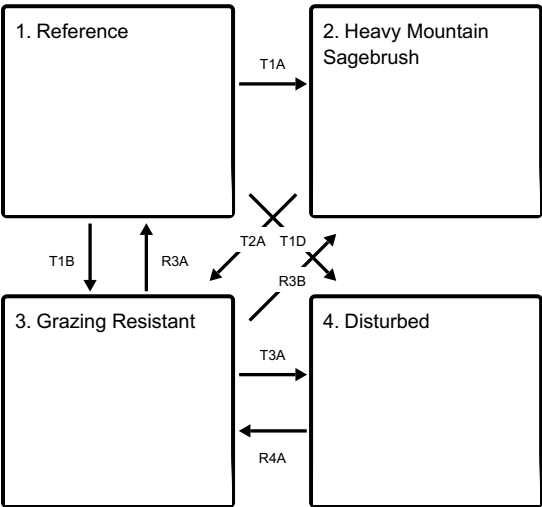 1. Reference
2. Heavy Mountain
Sagebrush
T1A
T2A
T1D
T1B
R3A
R3B
3. Grazing Resistant
4. Disturbed
T3A
R4A